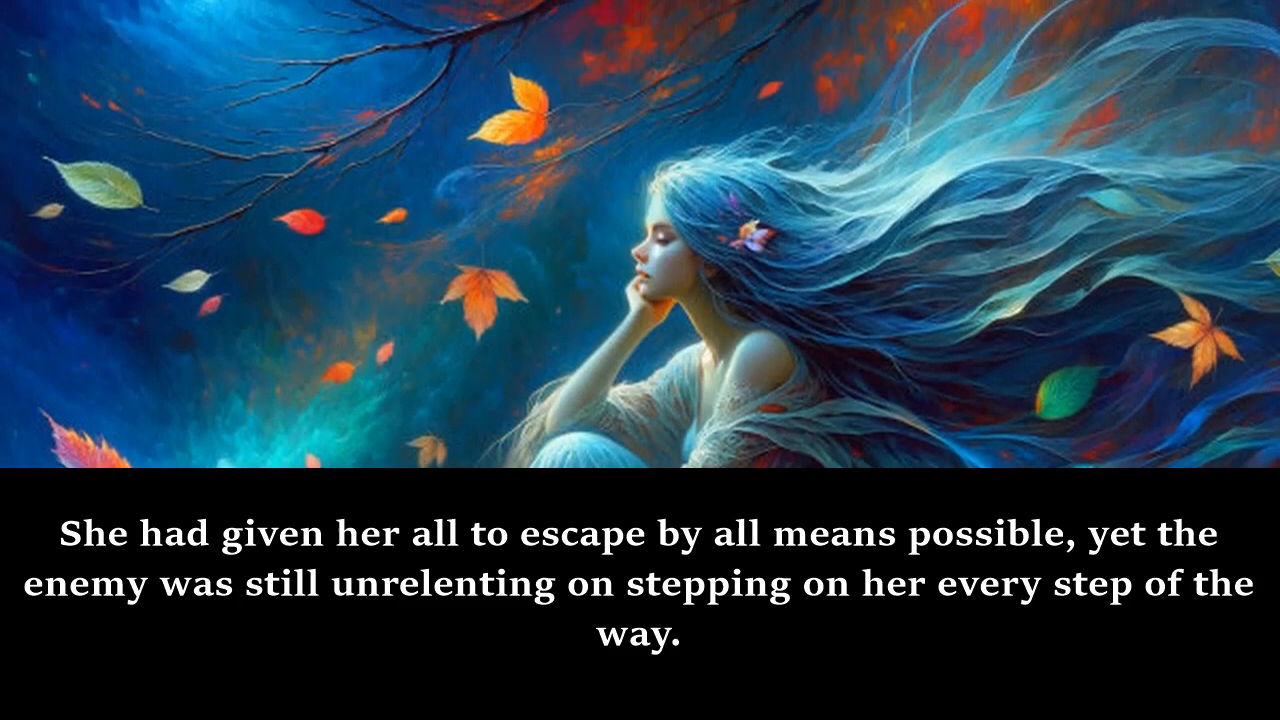 She had given her all to escape by all means possible, yet the
enemy was still unrelenting on stepping on her every step of the
way.